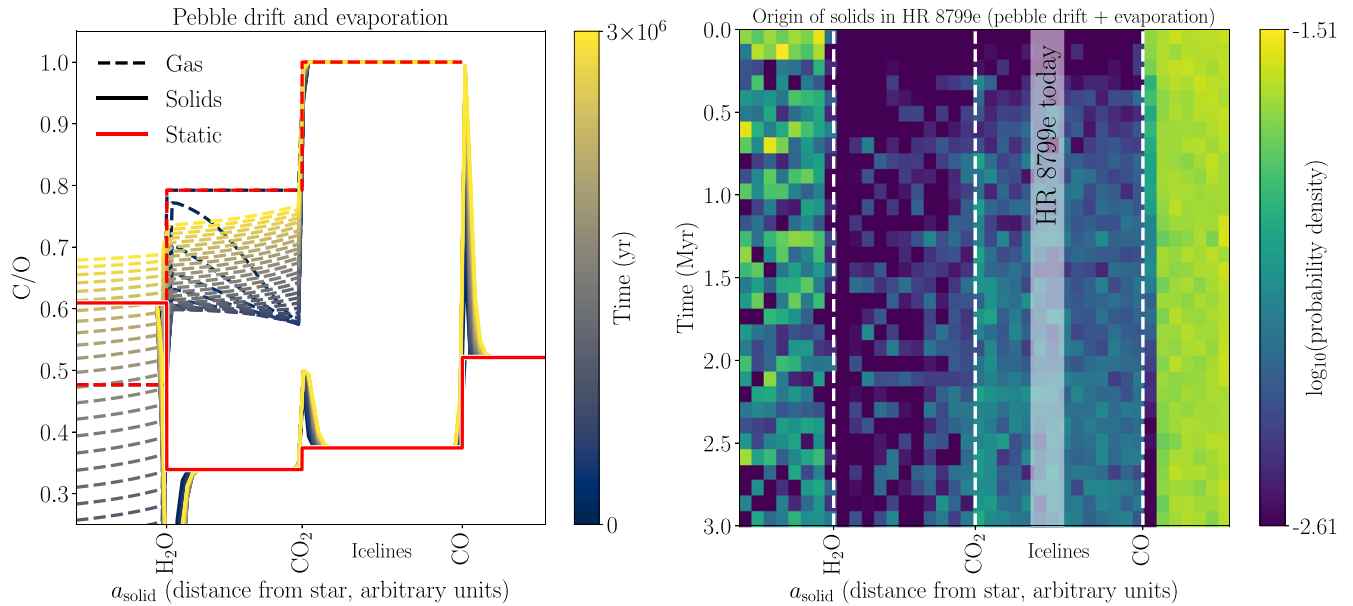 Pebble drift and evaporation
Gas
Solids
Static
1.0
0.9
0.8
0.7
0.6
0.5
0.4
0.3
C/O
H₂O
CO₂
Icelines
CO
a_solid (distance from star, arbitrary units)
3×10⁶
Time (yr)
0
Origin of solids in HR 8799e (pebble drift + evaporation)
HR 8799e today
0.0
0.5
1.0
1.5
2.0
2.5
3.0
Time (Myr)
H₂O
CO₂
Icelines
CO
a_solid (distance from star, arbitrary units)
-1.51
log₁₀(probability density)
-2.61